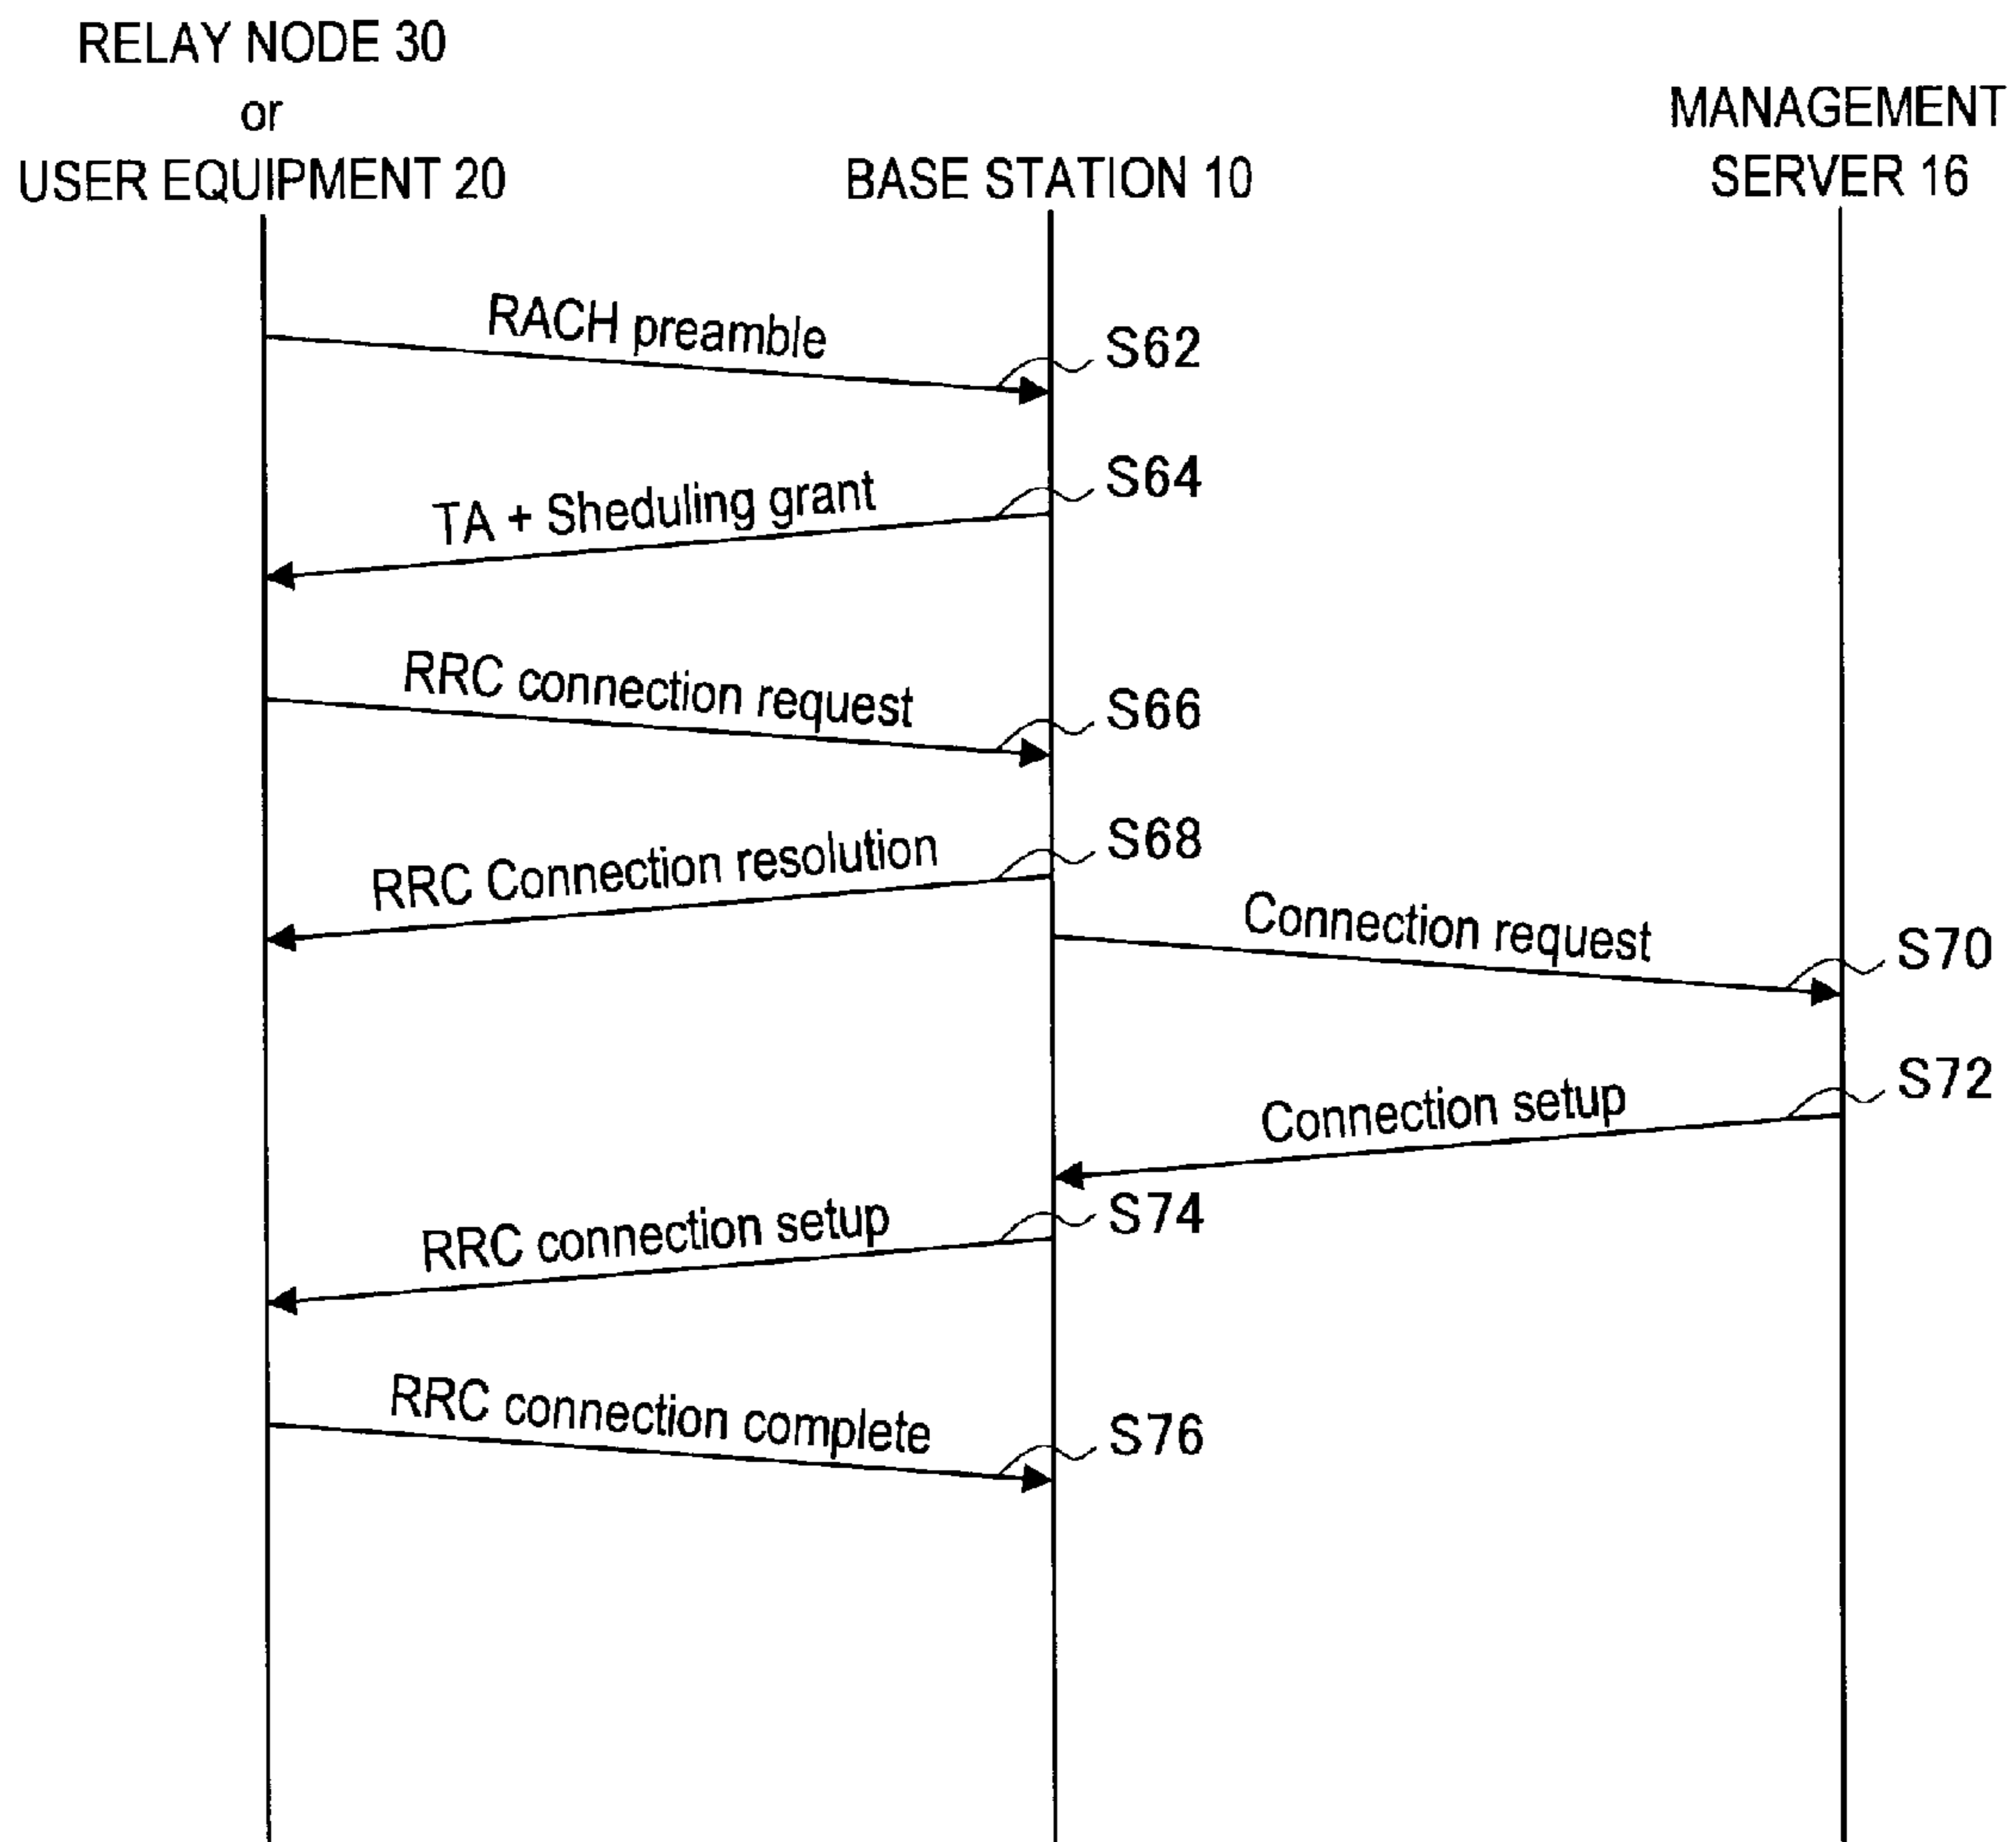 RELAY NODE 30
or
USER EQUIPMENT 20
BASE STATION 10
MANAGEMENT
SERVER 16
RACH preamble
S62
TA + Sheduling grant
S64
RRC connection request
S66
RRC Connection resolution
S68
Connection request
S70
Connection setup
S72
RRC connection setup
S74
RRC connection complete
S76